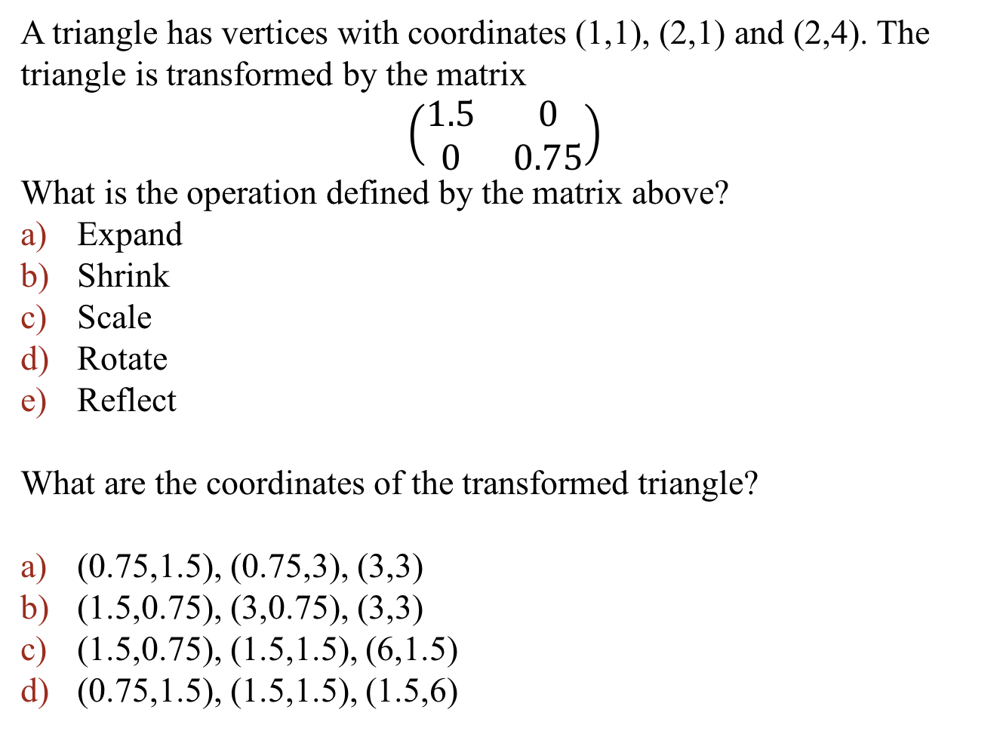 A triangle has vertices with coordinates (1,1), (2,1) and (2,4). The
triangle is transformed by the matrix
(1.5 0
0 0.75)
What is the operation defined by the matrix above?
a) Expand
b) Shrink
c) Scale
d) Rotate
e) Reflect
What are the coordinates of the transformed triangle?
a) (0.75,1.5), (0.75,3), (3,3)
b) (1.5,0.75), (3,0.75), (3,3)
c) (1.5,0.75), (1.5,1.5), (6,1.5)
d) (0.75,1.5), (1.5,1.5), (1.5,6)